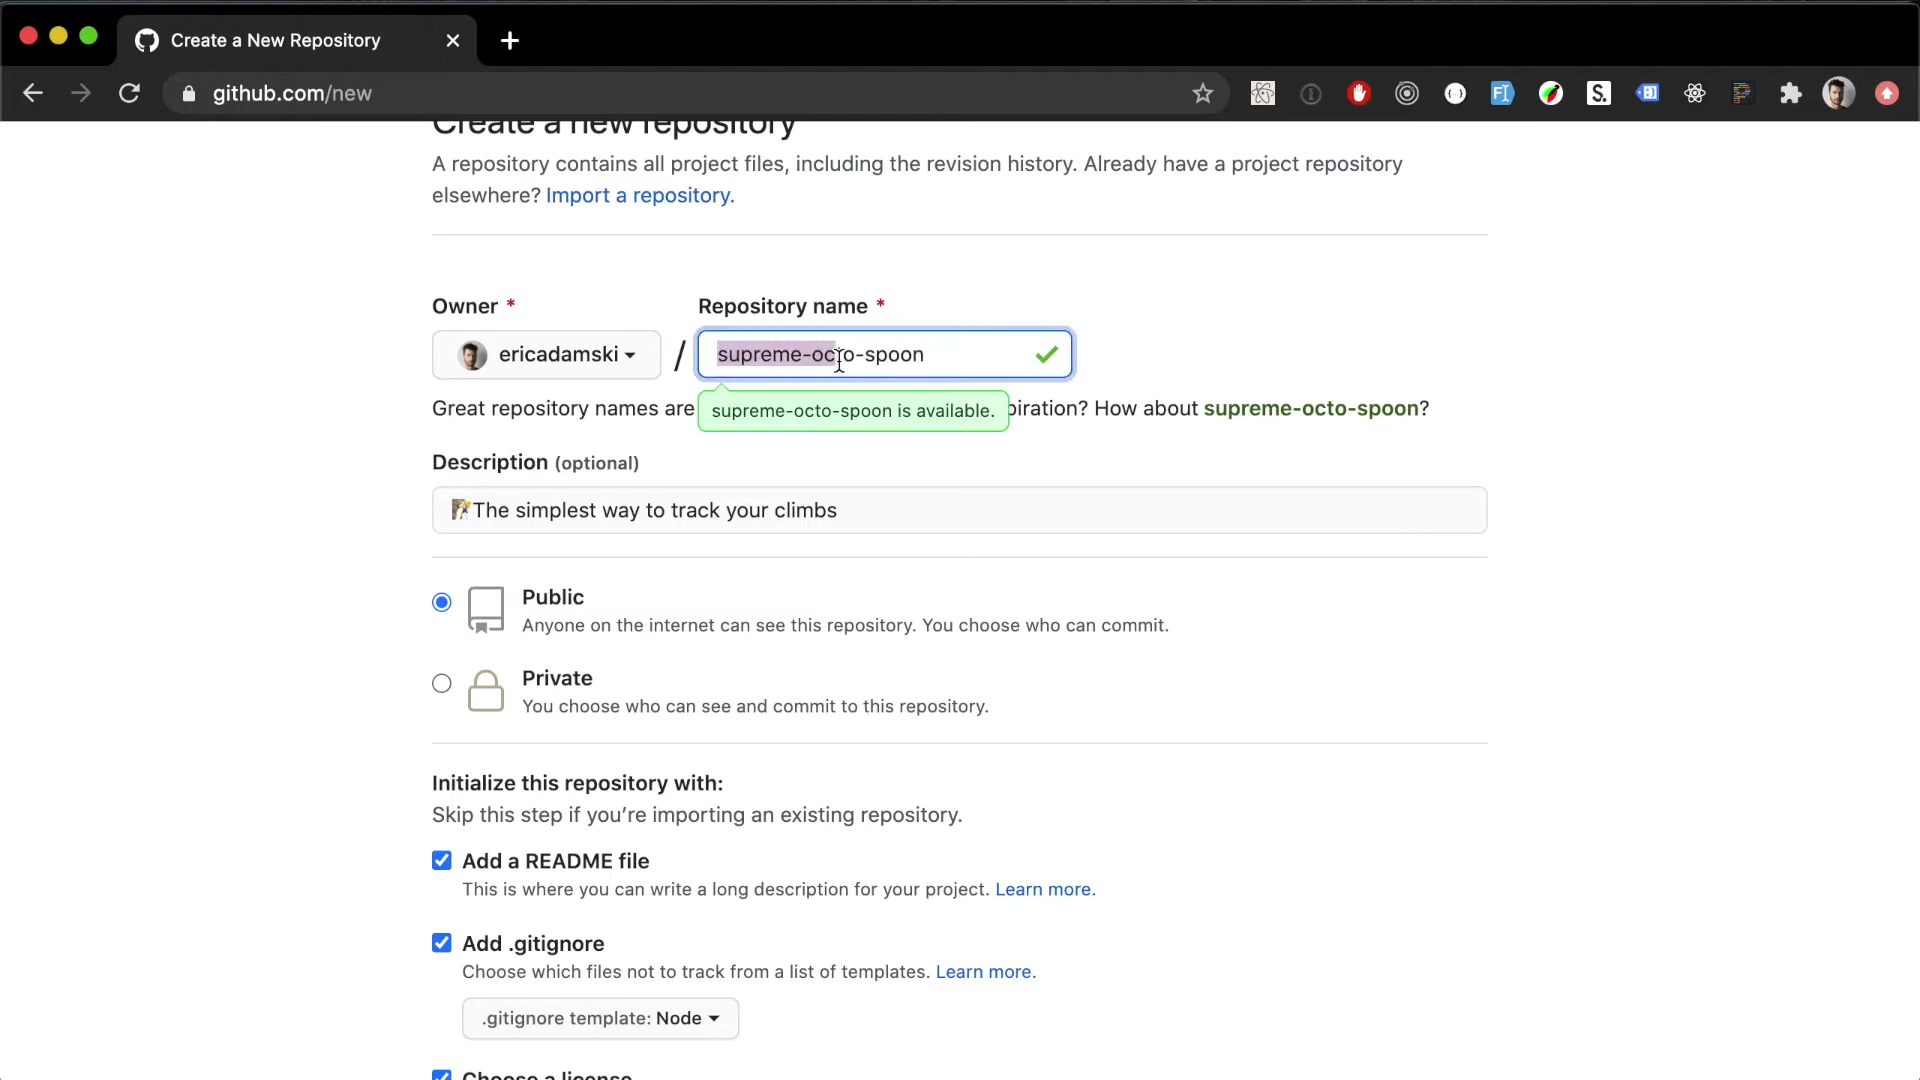 Create a New Repository
github.com/new
Create a new repository
A repository contains all project files, including the revision history. Already have a project repository
elsewhere? Import a repository.
Owner *
Repository name *
ericadamski
/
supreme-octo-spoon
Great repository names are
supreme-octo-spoon is available.
piration? How about supreme-octo-spoon?
Description (optional)
The simplest way to track your climbs
Public
Anyone on the internet can see this repository. You choose who can commit.
Private
You choose who can see and commit to this repository.
Initialize this repository with:
Skip this step if you’re importing an existing repository.
Add a README file
This is where you can write a long description for your project. Learn more.
Add .gitignore
Choose which files not to track from a list of templates. Learn more.
.gitignore template: Node
Choose a license